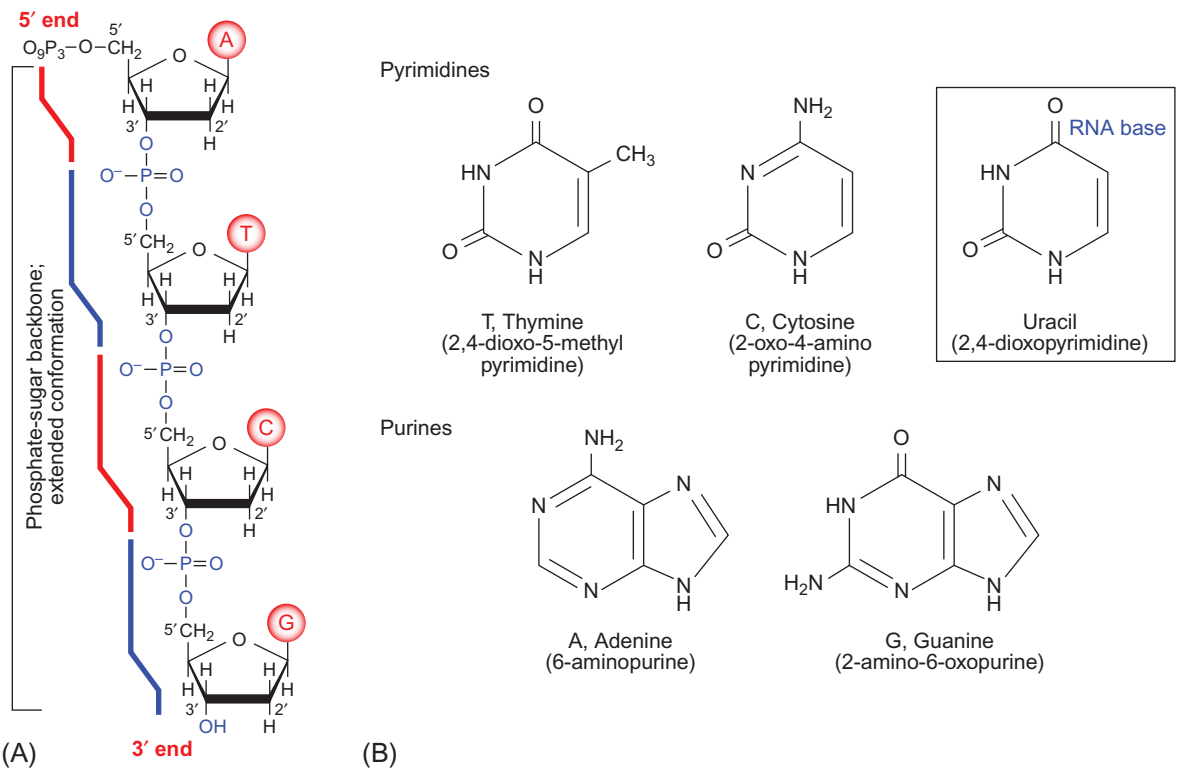 5′ end
O₉P₃–O–CH₂
5′
O
A
H
H
H
H
3′
2′
H
O
O⁻–P=O
O
5′
CH₂
O
T
H
H
H
H
3′
2′
H
O
O⁻–P=O
O
5′
CH₂
O
C
H
H
H
H
3′
2′
H
O
O⁻–P=O
O
5′
CH₂
O
G
H
H
H
H
3′
2′
OH
H
3′ end
Phosphate-sugar backbone;
extended conformation
(A)
Pyrimidines
O
CH₃
HN
O
N
H
T, Thymine
(2,4-dioxo-5-methyl
pyrimidine)
NH₂
N
O
N
H
C, Cytosine
(2-oxo-4-amino
pyrimidine)
O
RNA base
HN
O
N
H
Uracil
(2,4-dioxopyrimidine)
Purines
NH₂
N
N
N
N
H
A, Adenine
(6-aminopurine)
O
N
HN
H₂N
N
N
H
G, Guanine
(2-amino-6-oxopurine)
(B)